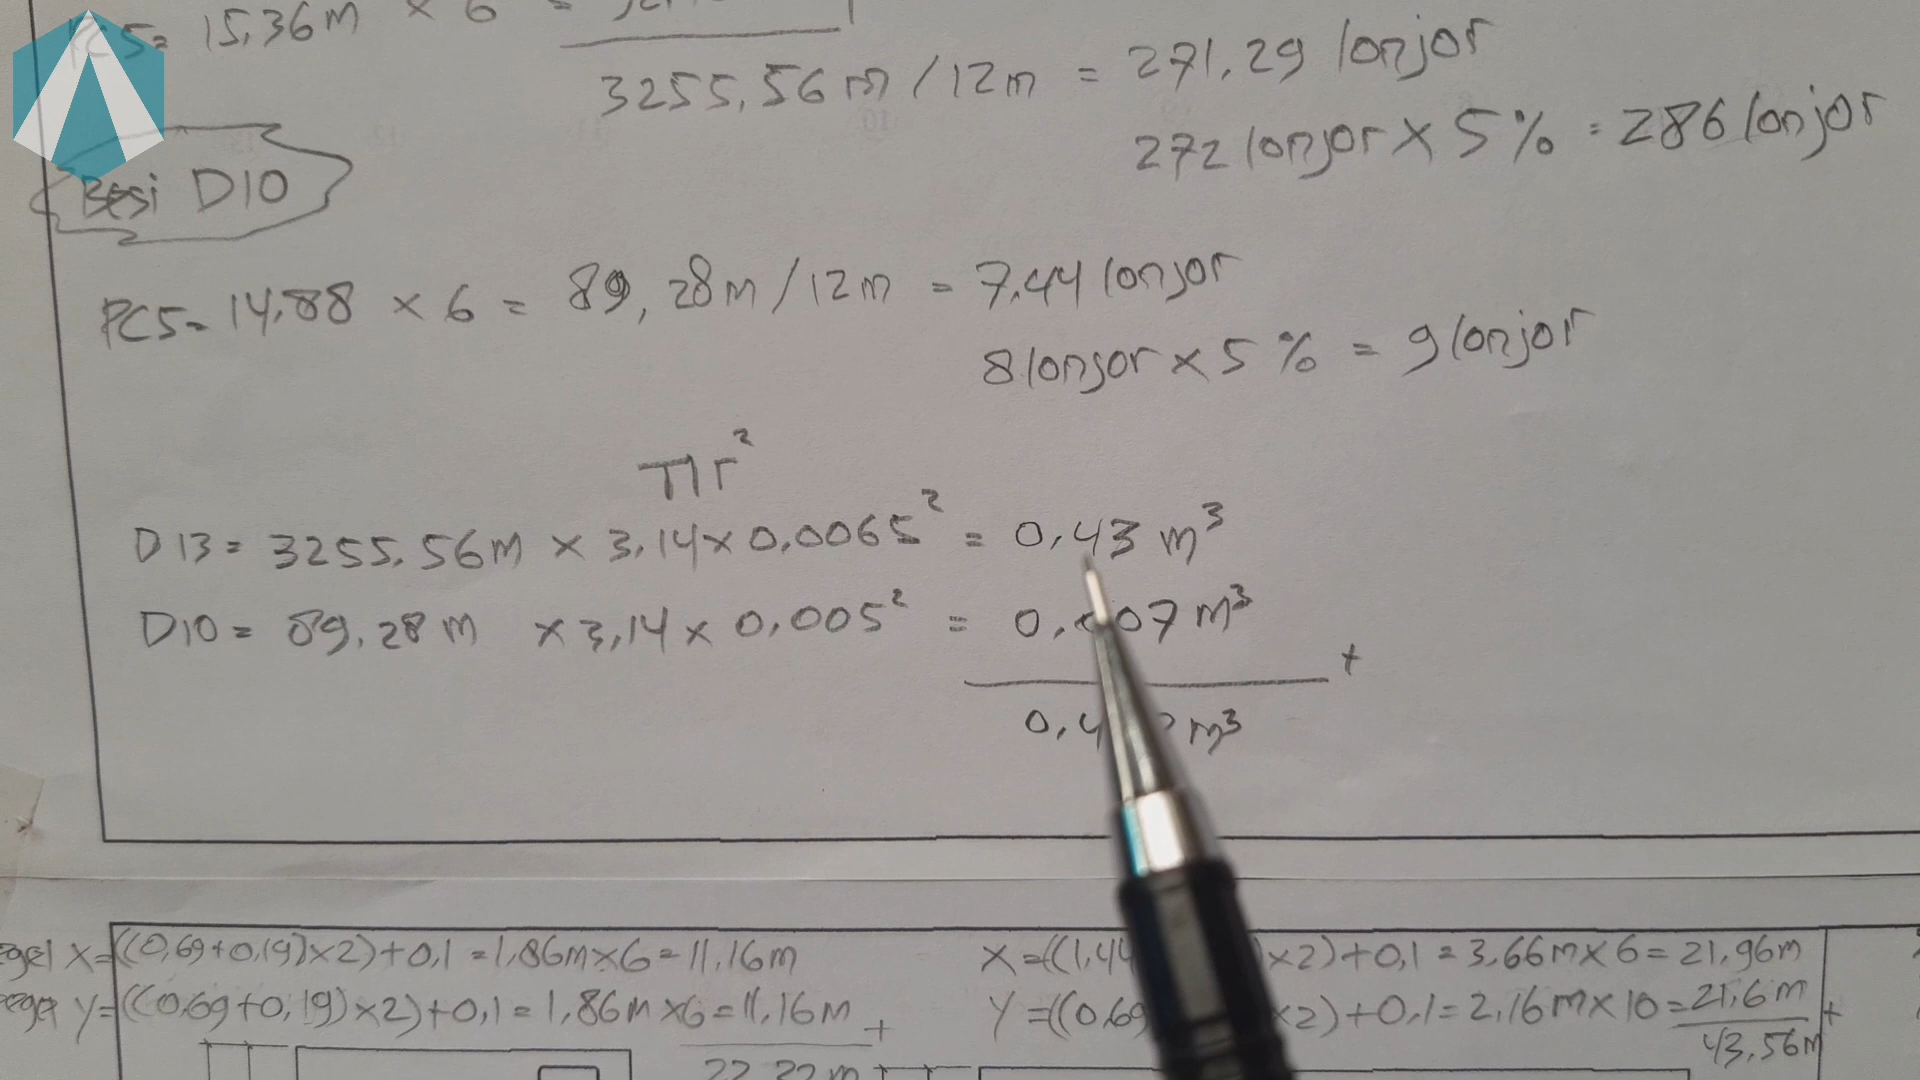 PC5= 15,36m × 6 =
3255,56m / 12m = 271,29 lonjor
272 lonjor × 5% = 286 lonjor
Besi D10
PC5= 14,88 × 6 = 89,28m / 12m = 7,44 lonjor
8 lonjor × 5% = 9 lonjor
πr²
D13 = 3255,56m × 3,14 × 0,0065² = 0,43 m³
D10 = 89,28 m × 3,14 × 0,005² = 0,007 m³
+
0,4 m³
X=((0,69+0,19)×2)+0,1=1,86m×6=11,16m
Y=((0,69+0,19)×2)+0,1=1,86m×6=11,16m +
22,32m
X=((1,44 ×2)+0,1=3,66m×6=21,96m
Y=((0,69 ×2)+0,1=2,16m×10=21,6m +
43,56m